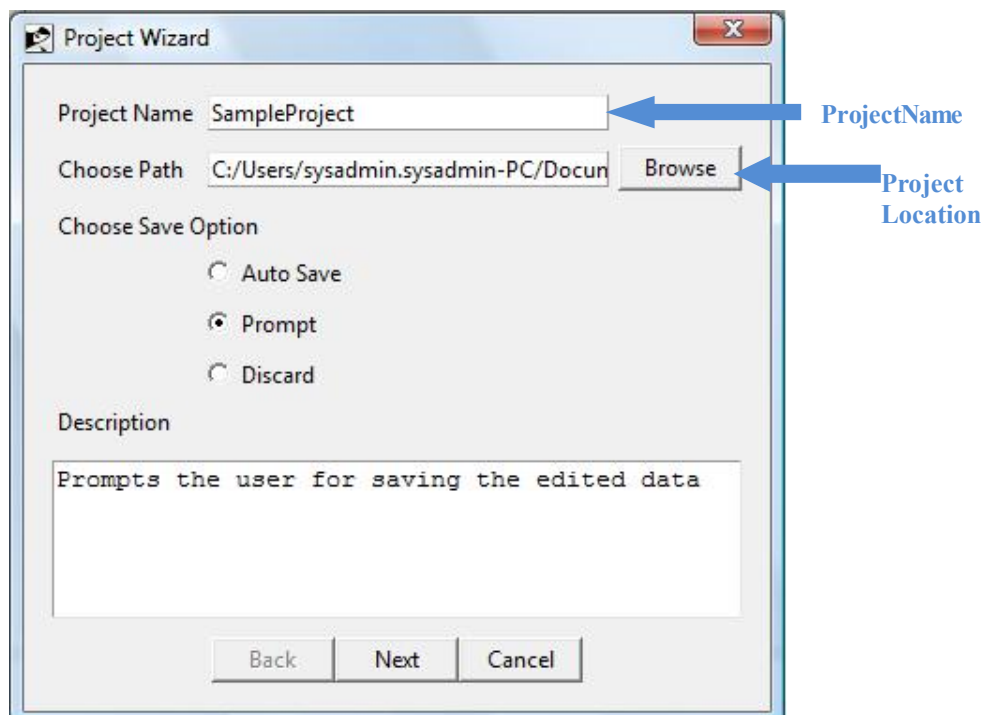 Project Wizard
Project Name SampleProject
ProjectName
Choose Path C:/Users/sysadmin.sysadmin-PC/Docun Browse
Project
Location
Choose Save Option
Auto Save
Prompt
Discard
Description
Prompts the user for saving the edited data
Back Next Cancel